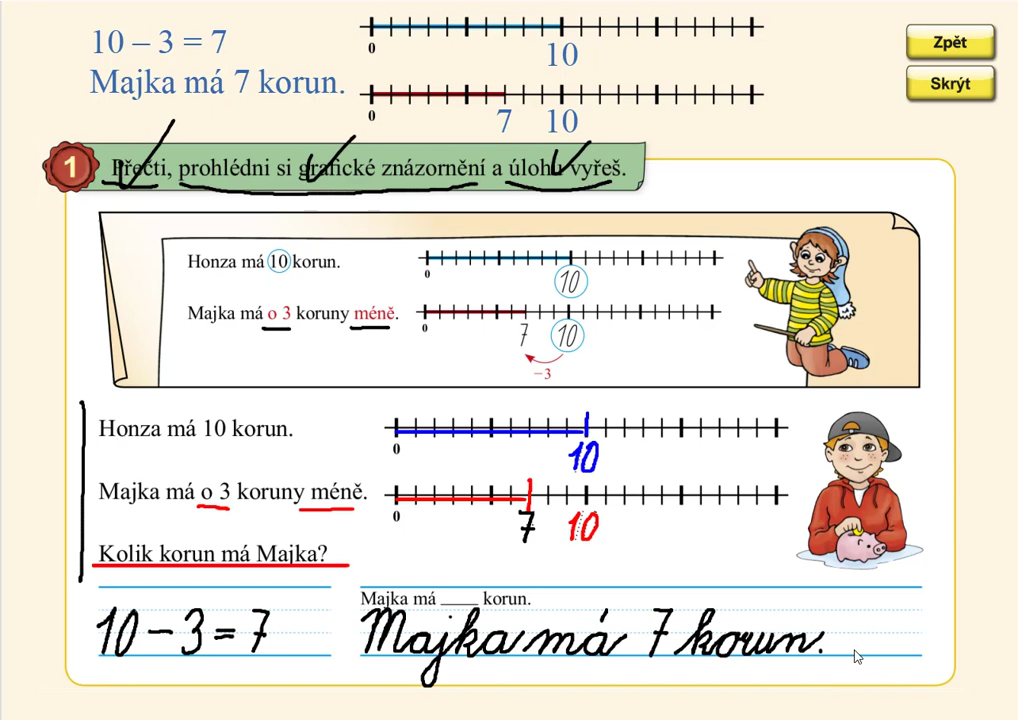 0
10
10 – 3 = 7
Majka má 7 korun.
0
7 10
Zpět
Skrýt
1 Přečti, prohlédni si grafické znázornění a úlohu vyřeš.
Honza má 10 korun.
0
10
Majka má o 3 koruny méně.
0
7 10
−3
Honza má 10 korun.
0
10
Majka má o 3 koruny méně.
0
7 10
Kolik korun má Majka?
Majka má ____ korun.
10 – 3 = 7
Majka má 7 korun.